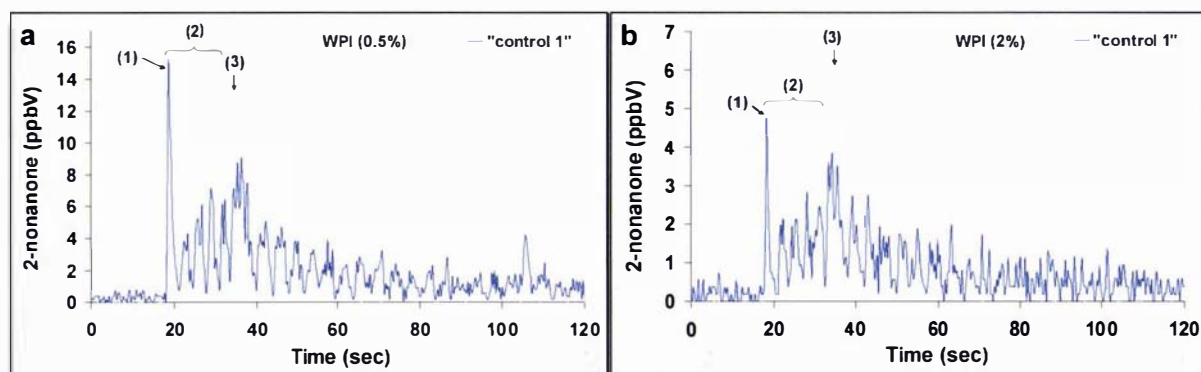 a
WPI (0.5%)
"control 1"
(1)
(2)
(3)
2-nonanone (ppbV)
16
14
12
10
8
6
4
2
0
0 20 40 60 80 100 120
Time (sec)
b
WPI (2%)
"control 1"
(1)
(2)
(3)
2-nonanone (ppbV)
7
6
5
4
3
2
1
0
0 20 40 60 80 100 120
Time (sec)